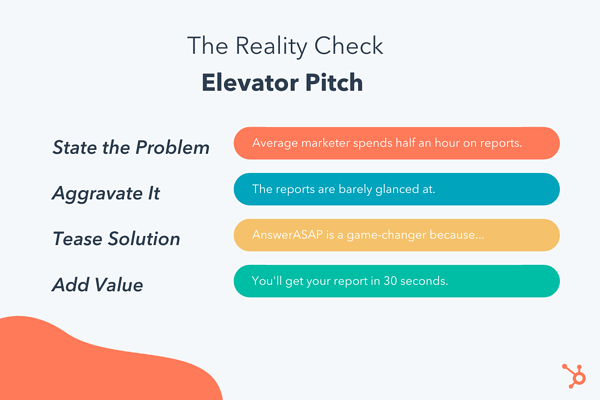 The Reality Check
Elevator Pitch
State the Problem
Average marketer spends half an hour on reports.
Aggravate It
The reports are barely glanced at.
Tease Solution
AnswerASAP is a game-changer because...
Add Value
You'll get your report in 30 seconds.